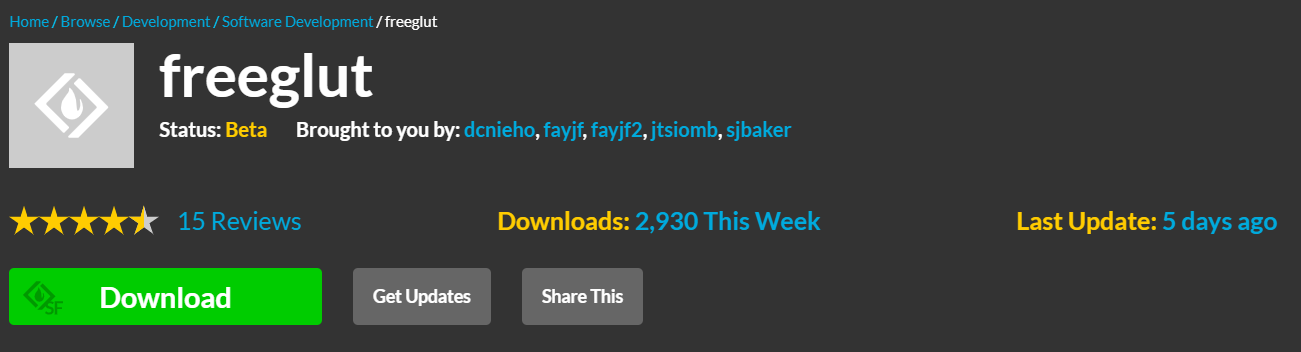 Home / Browse / Development / Software Development / freeglut
freeglut
Status: Beta Brought to you by: dcnieho, fayjf, fayjf2, jtsiomb, sjbaker
15 Reviews Downloads: 2,930 This Week Last Update: 5 days ago
SF Download Get Updates Share This